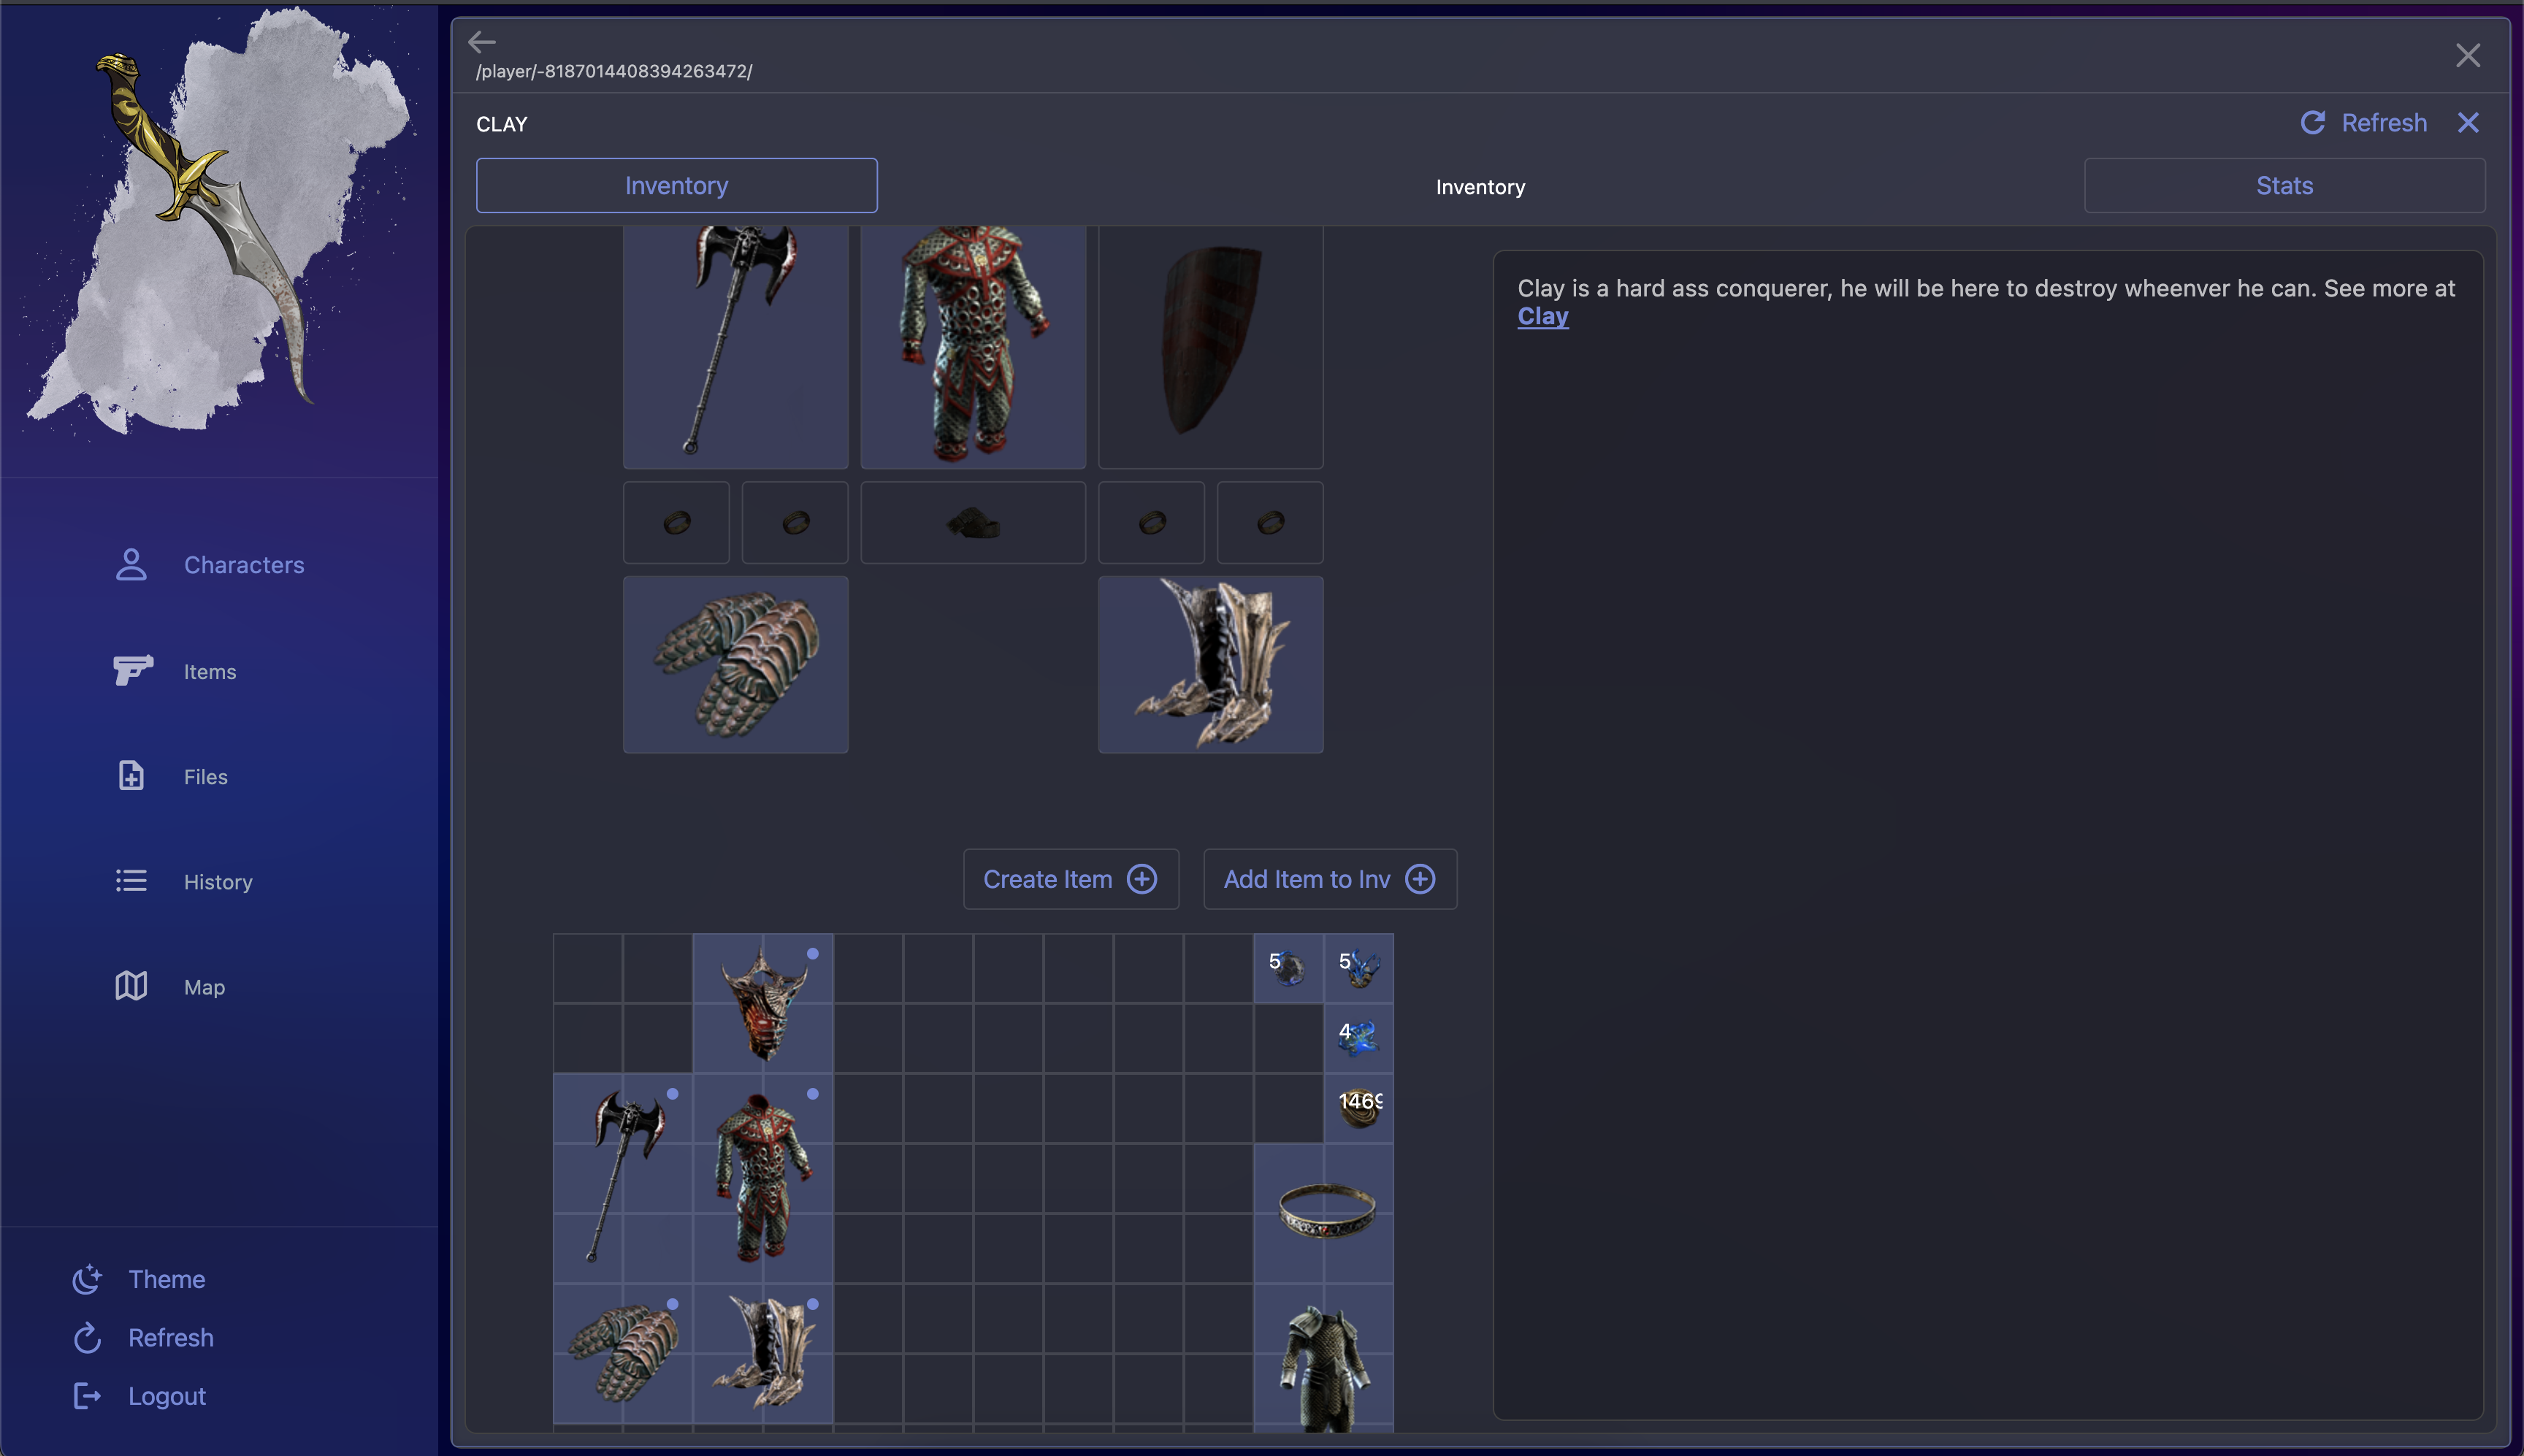 /player/-8187014408394263472/
CLAY
Refresh
Inventory
Inventory
Stats
Clay is a hard ass conquerer, he will be here to destroy wheenver he can. See more at
Clay
Characters
Items
Files
History
Map
Create Item
Add Item to Inv
5
5
4
1469
Theme
Refresh
Logout